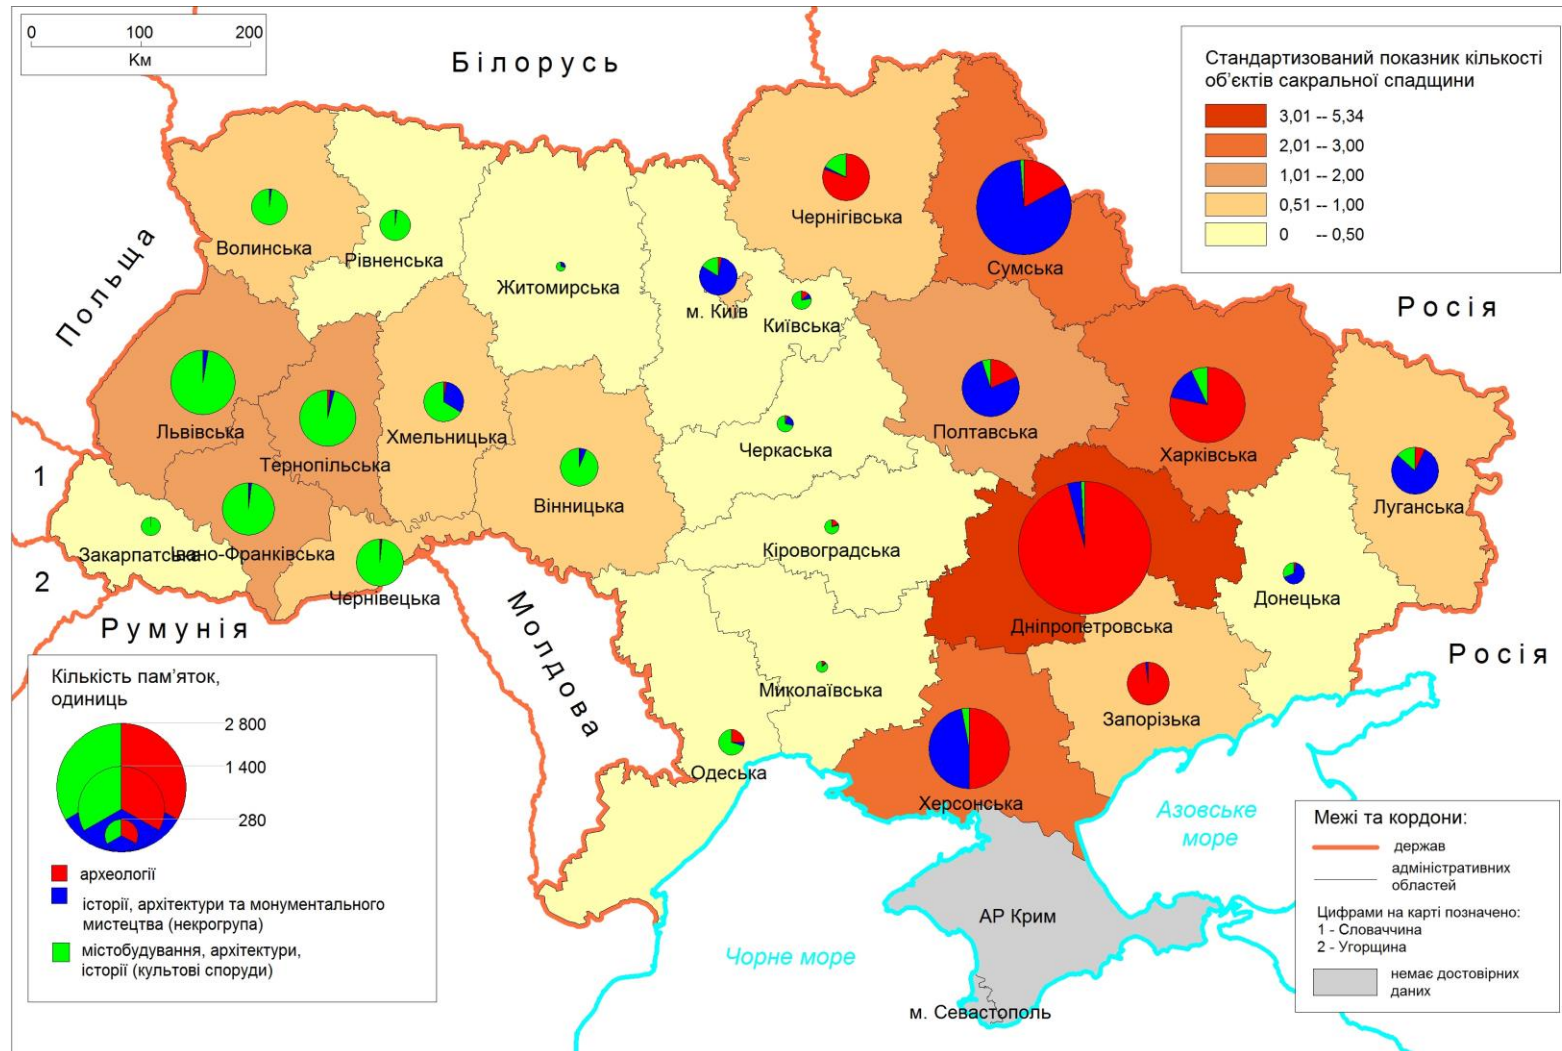 0 100 200
Км
Білорусь
Стандартизований показник кількості
об’єктів сакральної спадщини
3,01 -- 5,34
2,01 -- 3,00
1,01 -- 2,00
0,51 -- 1,00
0 -- 0,50
Польща
Росія
Чернігівська
Сумська
Волинська
Рівненська
Житомирська
м. Київ
Київська
Львівська
Тернопільська
Хмельницька
Вінницька
Черкаська
Полтавська
Харківська
Луганська
1
2
Закарпатська
Івано-Франківська
Чернівецька
Кіровоградська
Дніпропетровська
Донецька
Румунія
Молдова
Росія
Миколаївська
Запорізька
Одеська
Херсонська
Азовське
море
АР Крим
Чорне море
м. Севастополь
Кількість пам’яток,
одиниць
2 800
1 400
280
археології
історії, архітектури та монументального
мистецтва (некрогрупа)
містобудування, архітектури,
історії (культові споруди)
Межі та кордони:
держав
адміністративних
областей
Цифрами на карті позначено:
1 - Словаччина
2 - Угорщина
немає достовірних
даних